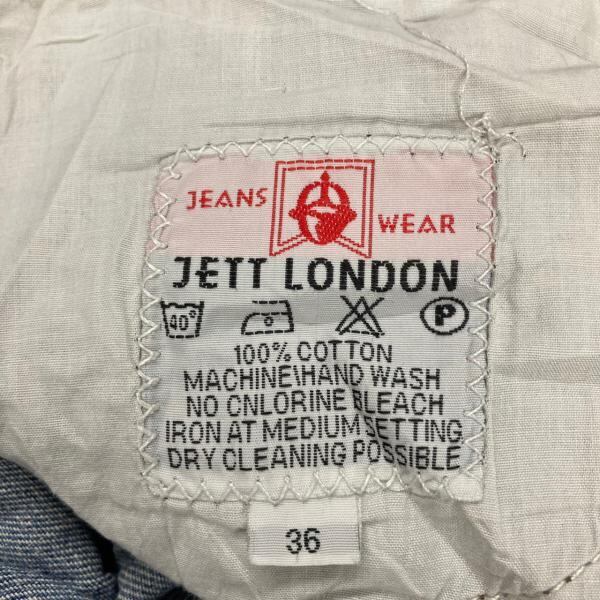 JEANS WEAR
JETT LONDON
40° P
100% COTTON
MACHINE\HAND WASH
NO CNLORINE BLEACH
IRON AT MEDIUM SETTING
DRY CLEANING POSSIBLE
36